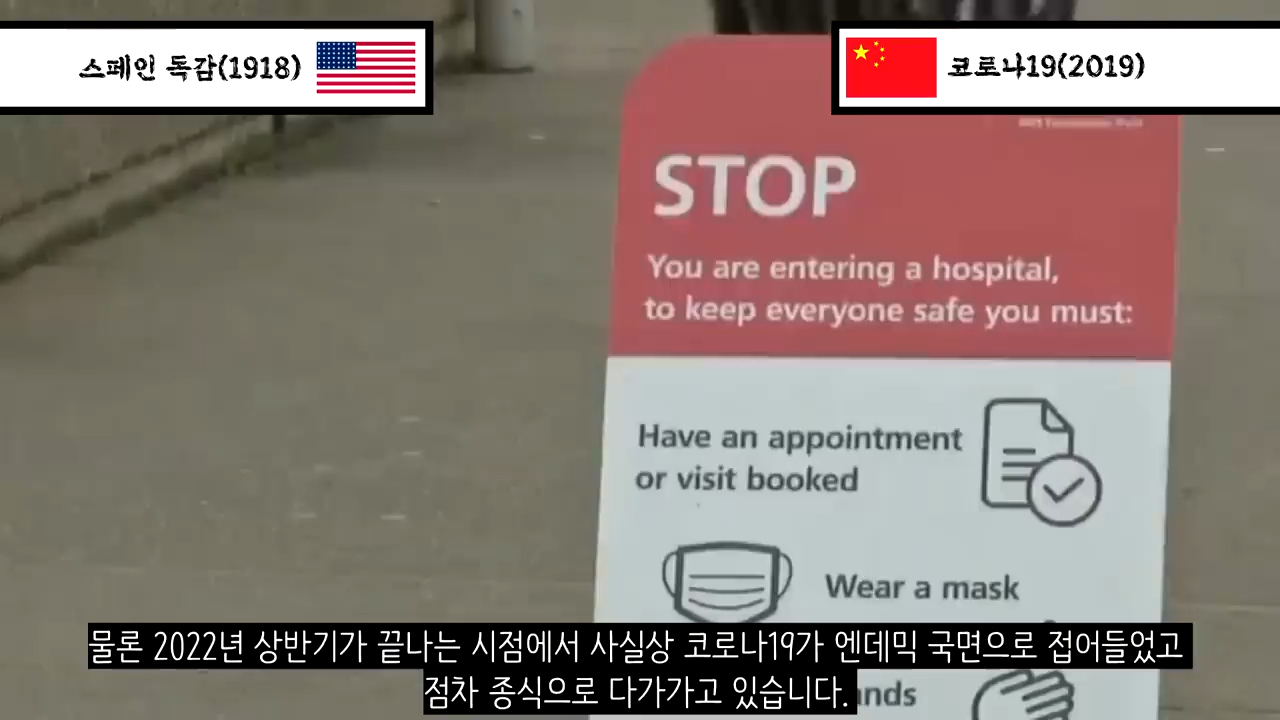 스페인 독감(1918)
코로나19(2019)
STOP
You are entering a hospital,
to keep everyone safe you must:
Have an appointment
or visit booked
Wear a mask
물론 2022년 상반기가 끝나는 시점에서 사실상 코로나19가 엔데믹 국면으로 접어들었고
점차 종식으로 다가가고 있습니다.